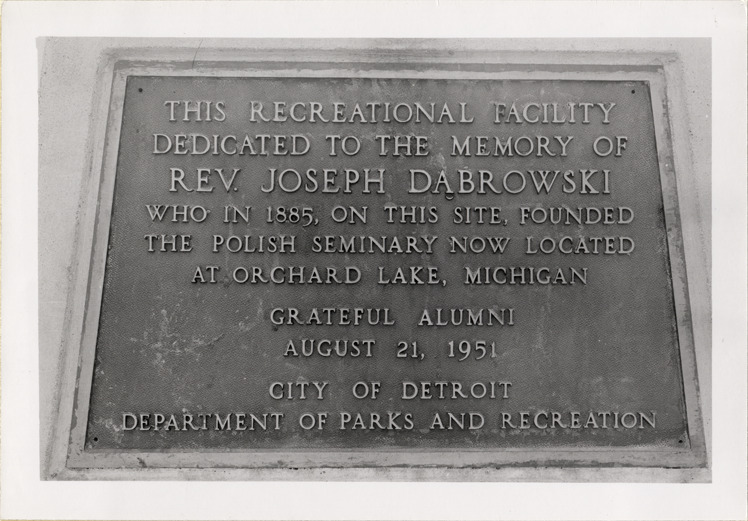 THIS RECREATIONAL FACILITY
DEDICATED TO THE MEMORY OF
REV. JOSEPH DĄBROWSKI
WHO IN 1885, ON THIS SITE, FOUNDED
THE POLISH SEMINARY NOW LOCATED
AT ORCHARD LAKE, MICHIGAN
GRATEFUL ALUMNI
AUGUST 21, 1951
CITY OF DETROIT
DEPARTMENT OF PARKS AND RECREATION